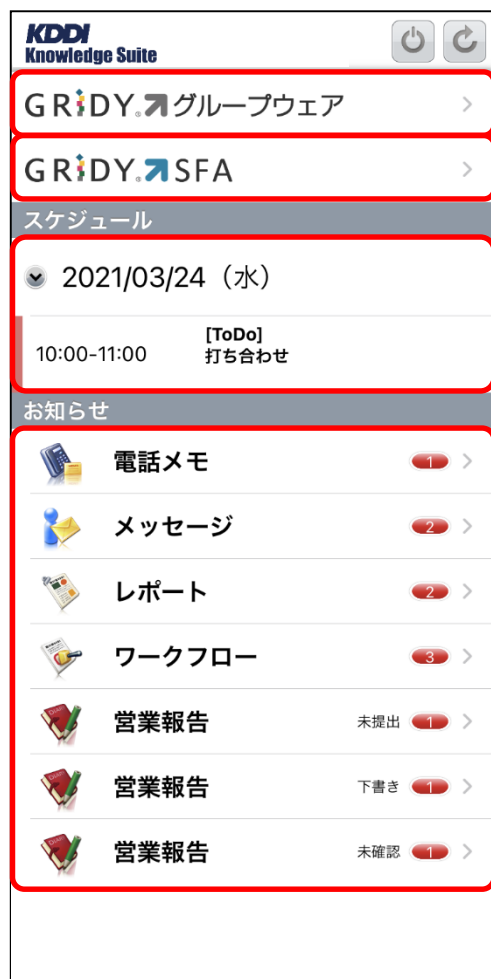 KDDI
Knowledge Suite
GRiDY. グループウェア
GRiDY. SFA
スケジュール
2021/03/24（水）
10:00-11:00 [ToDo]
打ち合わせ
お知らせ
電話メモ 1
メッセージ 2
レポート 2
ワークフロー 3
営業報告 未提出 1
営業報告 下書き 1
営業報告 未確認 1